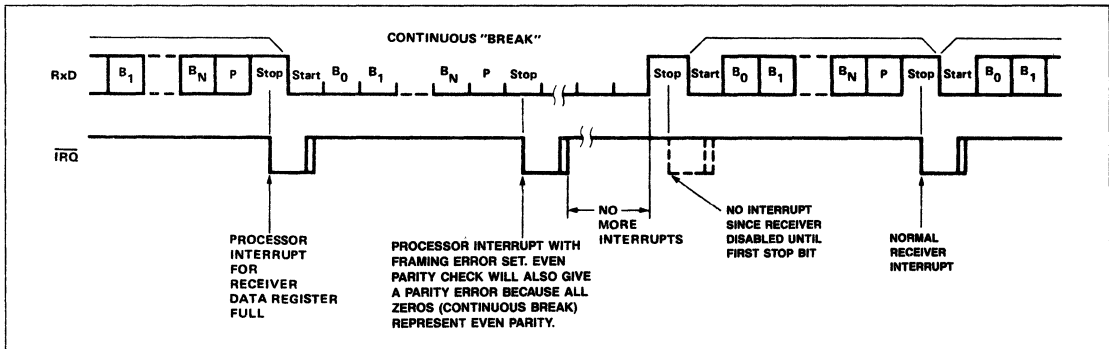 CONTINUOUS "BREAK"
RxD B1 BN P Stop Start B0 B1 BN P Stop Stop Start B0 B1 BN P Stop Start B0 B1
IRQ
PROCESSOR
INTERRUPT
FOR
RECEIVER
DATA REGISTER
FULL
PROCESSOR INTERRUPT WITH
FRAMING ERROR SET. EVEN
PARITY CHECK WILL ALSO GIVE
A PARITY ERROR BECAUSE ALL
ZEROS (CONTINUOUS BREAK)
REPRESENT EVEN PARITY.
NO
MORE
INTERRUPTS
NO INTERRUPT
SINCE RECEIVER
DISABLED UNTIL
FIRST STOP BIT
NORMAL
RECEIVER
INTERRUPT